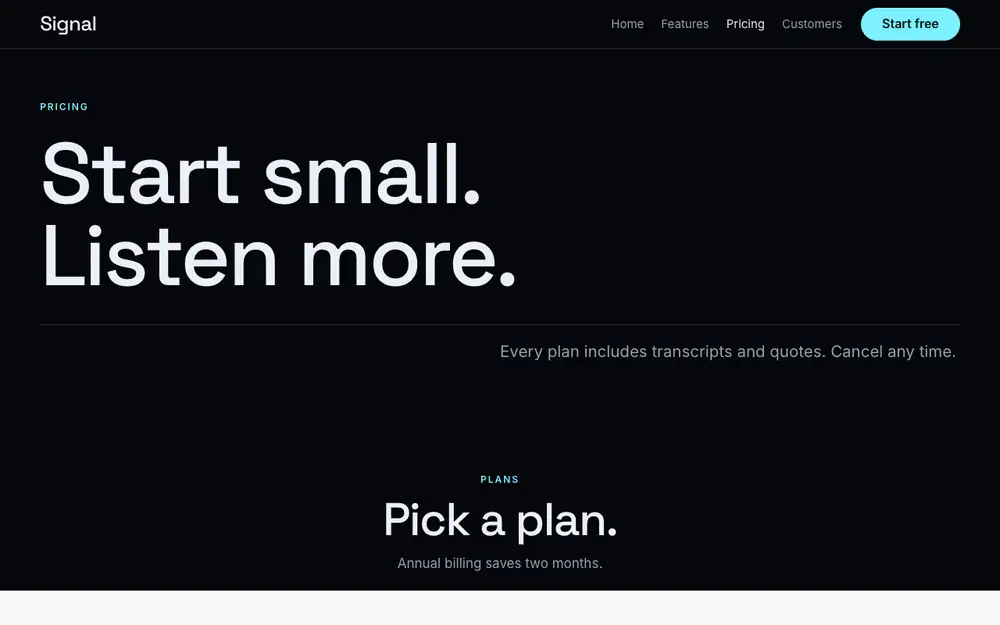 Signal
Home
Features
Pricing
Customers
Start free
PRICING
Start small.
Listen more.
Every plan includes transcripts and quotes. Cancel any time.
PLANS
Pick a plan.
Annual billing saves two months.